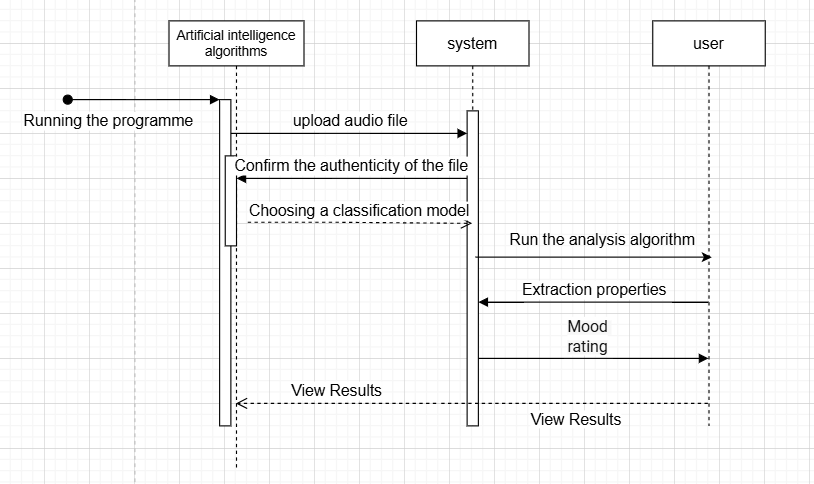 Artificial intelligence
algorithms
system
user
Running the programme
upload audio file
Confirm the authenticity of the file
Choosing a classification model
Run the analysis algorithm
Extraction properties
Mood
rating
View Results
View Results